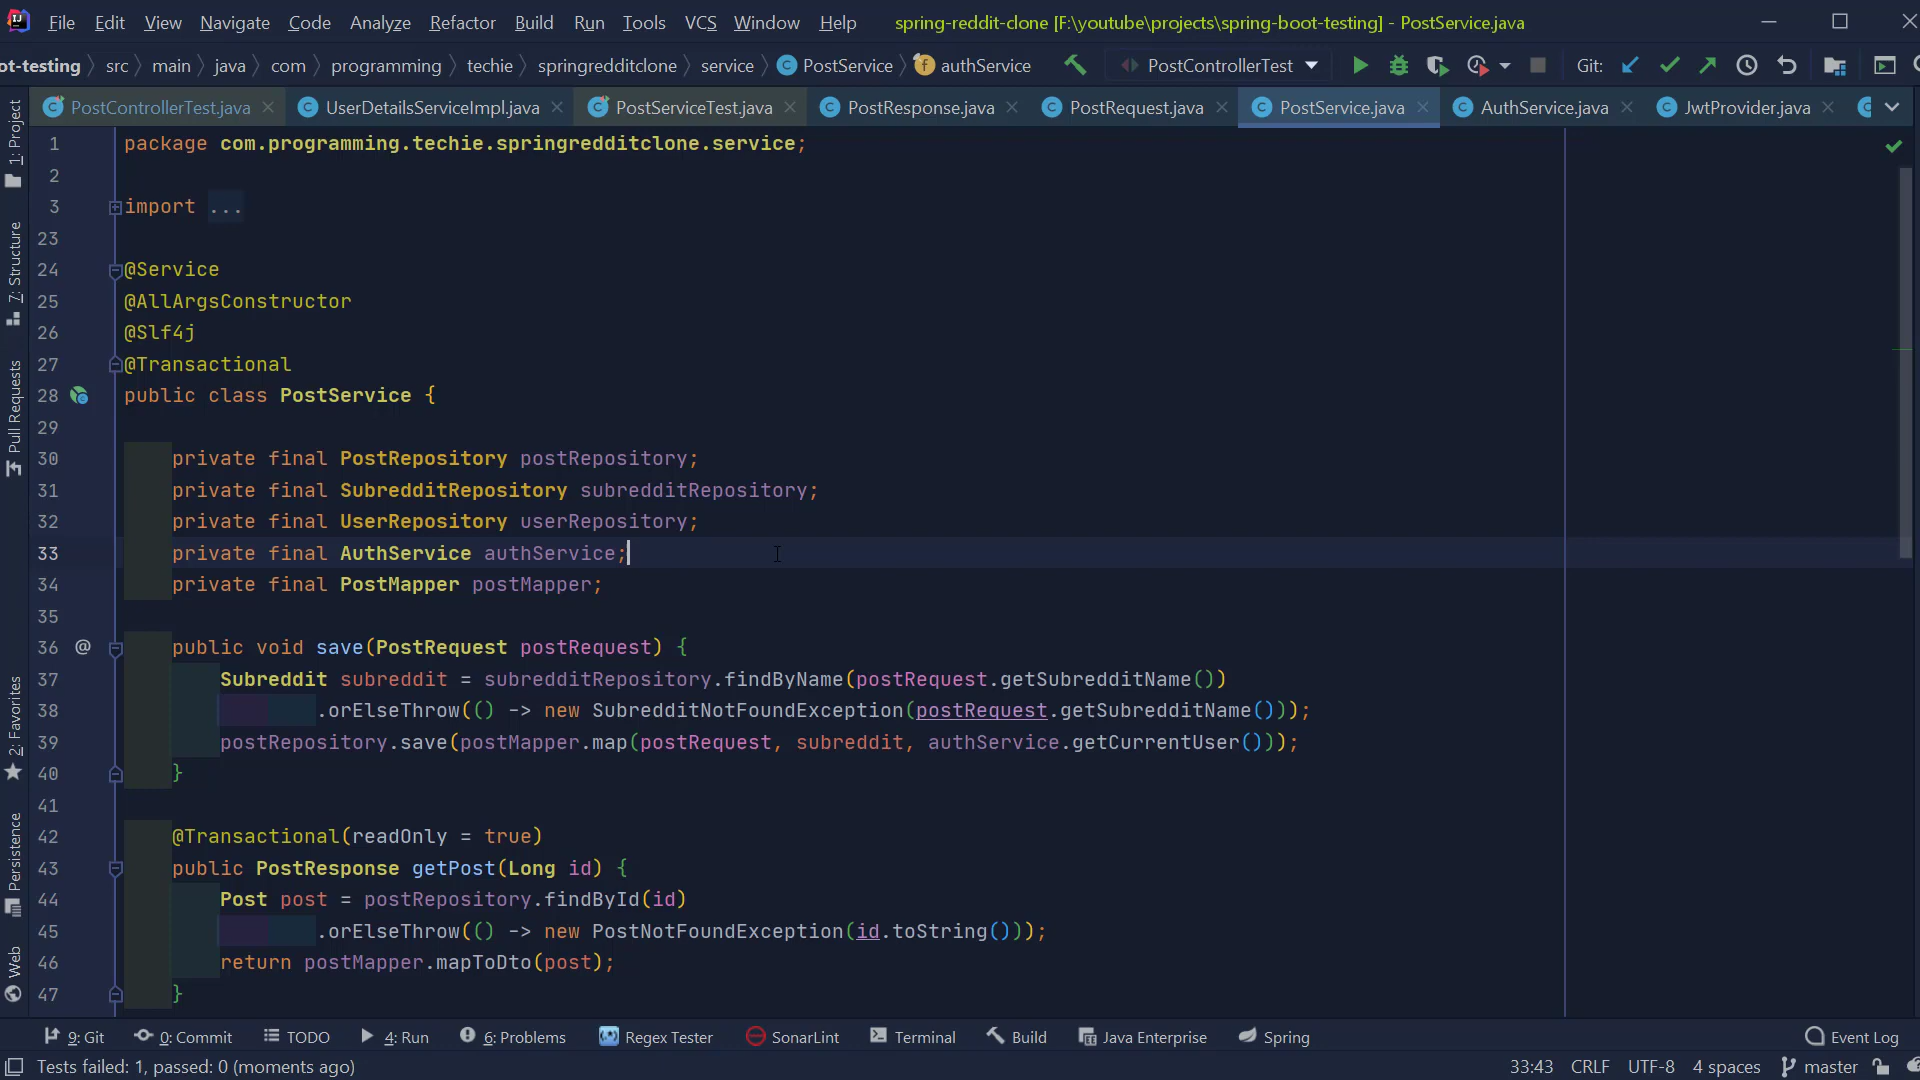 File Edit View Navigate Code Analyze Refactor Build Run Tools VCS Window Help spring-reddit-clone [F:\youtube\projects\spring-boot-testing] - PostService.java
ot-testing src main java com programming techie springredditclone service PostService authService PostControllerTest Git:
PostControllerTest.java UserDetailsServiceImpl.java PostServiceTest.java PostResponse.java PostRequest.java PostService.java AuthService.java JwtProvider.java
1: Project
7: Structure
Pull Requests
2: Favorites
Persistence
Web
1 package com.programming.techie.springredditclone.service;
2
3 import ...
23
24 @Service
25 @AllArgsConstructor
26 @Slf4j
27 @Transactional
28 public class PostService {
29
30 private final PostRepository postRepository;
31 private final SubredditRepository subredditRepository;
32 private final UserRepository userRepository;
33 private final AuthService authService;
34 private final PostMapper postMapper;
35
36 @ public void save(PostRequest postRequest) {
37 Subreddit subreddit = subredditRepository.findByName(postRequest.getSubredditName())
38 .orElseThrow(() -> new SubredditNotFoundException(postRequest.getSubredditName()));
39 postRepository.save(postMapper.map(postRequest, subreddit, authService.getCurrentUser()));
40 }
41
42 @Transactional(readOnly = true)
43 public PostResponse getPost(Long id) {
44 Post post = postRepository.findById(id)
45 .orElseThrow(() -> new PostNotFoundException(id.toString()));
46 return postMapper.mapToDto(post);
47 }
9: Git 0: Commit TODO 4: Run 6: Problems Regex Tester SonarLint Terminal Build Java Enterprise Spring Event Log
Tests failed: 1, passed: 0 (moments ago) 33:43 CRLF UTF-8 4 spaces master